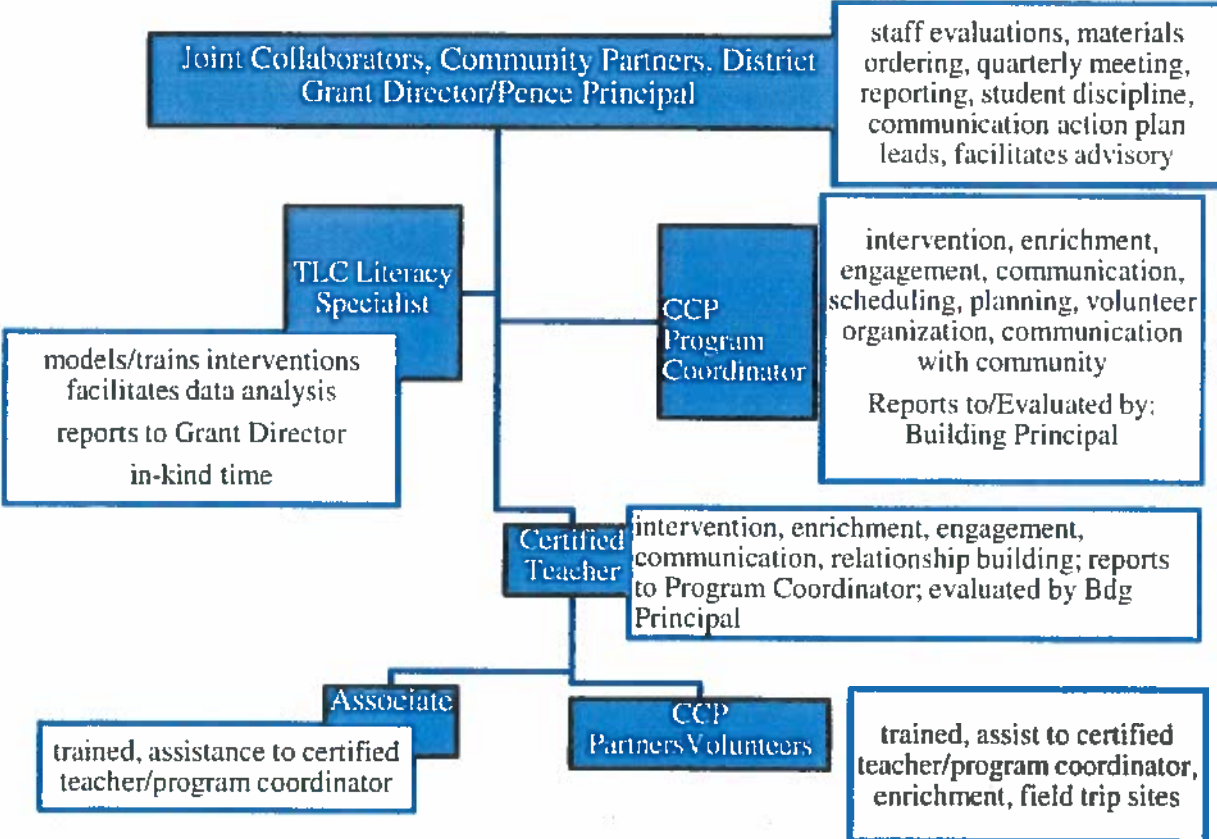 Joint Collaborators, Community Partners, District
Grant Director/Pence Principal
staff evaluations, materials
ordering, quarterly meeting,
reporting, student discipline,
communication action plan
leads, facilitates advisory
TLC Literacy
Specialist
models/trains interventions
facilitates data analysis
reports to Grant Director
in-kind time
CCP
Program
Coordinator
intervention, enrichment,
engagement, communication,
scheduling, planning, volunteer
organization, communication
with community
Reports to/Evaluated by:
Building Principal
Certified
Teacher
intervention, enrichment, engagement,
communication, relationship building; reports
to Program Coordinator; evaluated by Bdg
Principal
Associate
trained, assistance to certified
teacher/program coordinator
CCP
PartnersVolunteers
trained, assist to certified
teacher/program coordinator,
enrichment, field trip sites